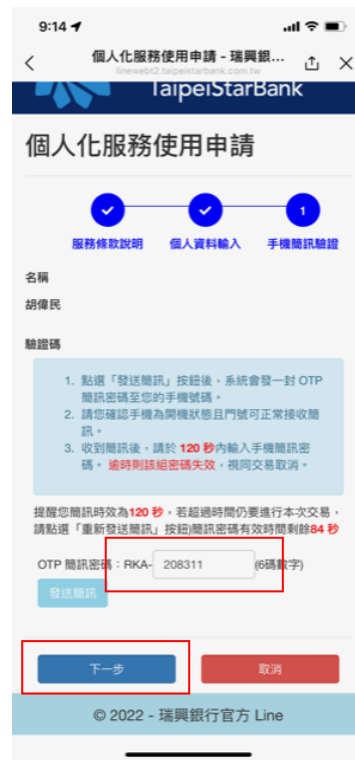 9:14
個人化服務使用申請 - 瑞興銀...
linewebt2.taipeistarbank.com.tw
TaipeiStarBank
個人化服務使用申請
1
服務條款說明 個人資料輸入 手機簡訊驗證
名稱
胡偉民
驗證碼
1. 點選「發送簡訊」按鈕後，系統會發一封 OTP
簡訊密碼至您的手機號碼。
2. 請您確認手機為開機狀態且門號可正常接收簡
訊。
3. 收到簡訊後，請於 120 秒內輸入手機簡訊密
碼。 逾時則該組密碼失效，視同交易取消。
提醒您簡訊時效為120 秒，若超過時間仍要進行本次交易，
請點選「重新發送簡訊」按鈕)簡訊密碼有效時間剩餘84 秒
OTP 簡訊密碼：RKA- 208311 (6碼數字)
發送簡訊
下一步 取消
© 2022 - 瑞興銀行官方 Line